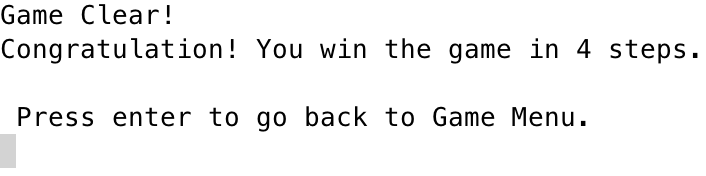 Game Clear!
Congratulation! You win the game in 4 steps.
Press enter to go back to Game Menu.